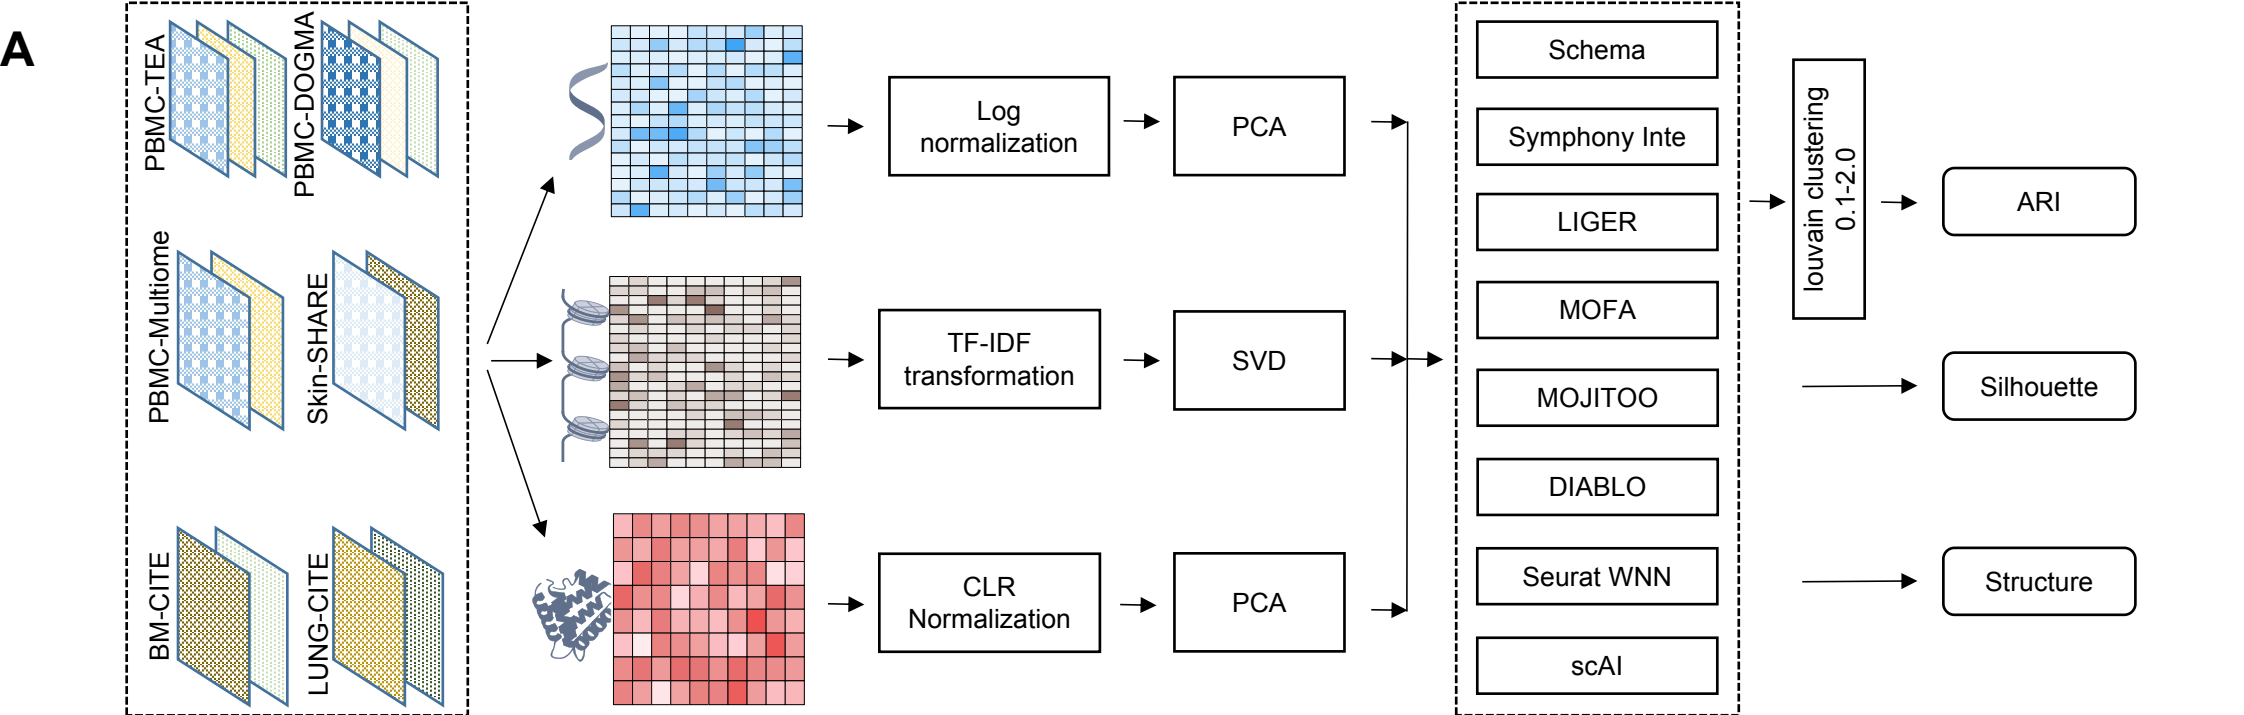 A
PBMC-TEA
PBMC-DOGMA
PBMC-Multiome
Skin-SHARE
BM-CITE
LUNG-CITE
Log
normalization
PCA
TF-IDF
transformation
SVD
CLR
Normalization
PCA
Schema
Symphony Inte
LIGER
MOFA
MOJITOO
DIABLO
Seurat WNN
scAI
louvain clustering
0.1-2.0
ARI
Silhouette
Structure